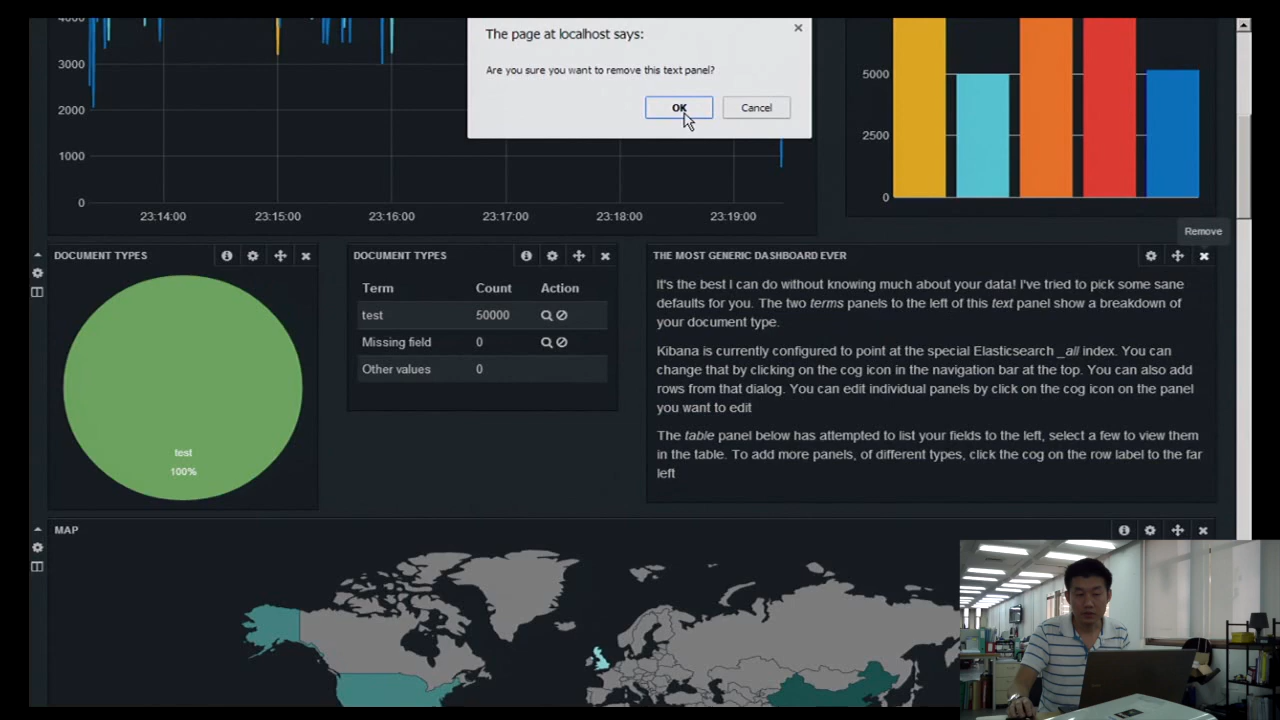 4000
3000
2000
1000
0
23:14:00
23:15:00
23:16:00
23:17:00
23:18:00
23:19:00
The page at localhost says:
Are you sure you want to remove this text panel?
OK
Cancel
5000
2500
0
Remove
DOCUMENT TYPES
test
100%
DOCUMENT TYPES
Term Count Action
test 50000
Missing field 0
Other values 0
THE MOST GENERIC DASHBOARD EVER
It's the best I can do without knowing much about your data! I've tried to pick some sane
defaults for you. The two terms panels to the left of this text panel show a breakdown of
your document type.
Kibana is currently configured to point at the special Elasticsearch _all index. You can
change that by clicking on the cog icon in the navigation bar at the top. You can also add
rows from that dialog. You can edit individual panels by click on the cog icon on the panel
you want to edit
The table panel below has attempted to list your fields to the left, select a few to view them
in the table. To add more panels, of different types, click the cog on the row label to the far
left
MAP